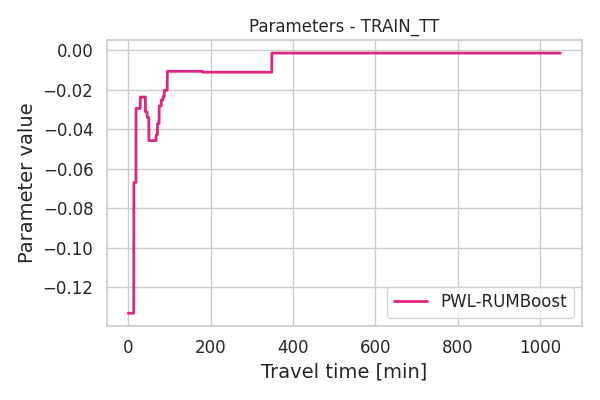 Parameters - TRAIN_TT
Parameter value
0.00
−0.02
−0.04
−0.06
−0.08
−0.10
−0.12
PWL-RUMBoost
0 200 400 600 800 1000
Travel time [min]